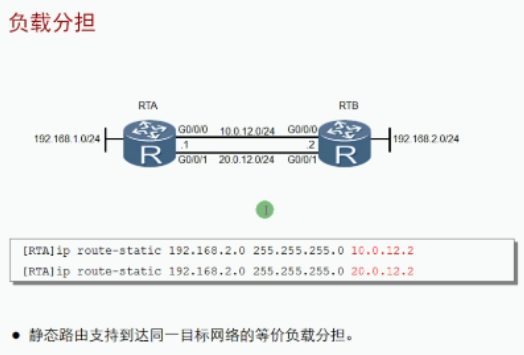 负载分担
RTA
RTB
192.168.1.0/24
G0/0/0
10.0.12.0/24
G0/0/0
192.168.2.0/24
.1
.2
R
R
G0/0/1
20.0.12.0/24
G0/0/1
[RTA]ip route-static 192.168.2.0 255.255.255.0 10.0.12.2
[RTA]ip route-static 192.168.2.0 255.255.255.0 20.0.12.2
● 静态路由支持到达同一目标网络的等价负载分担。